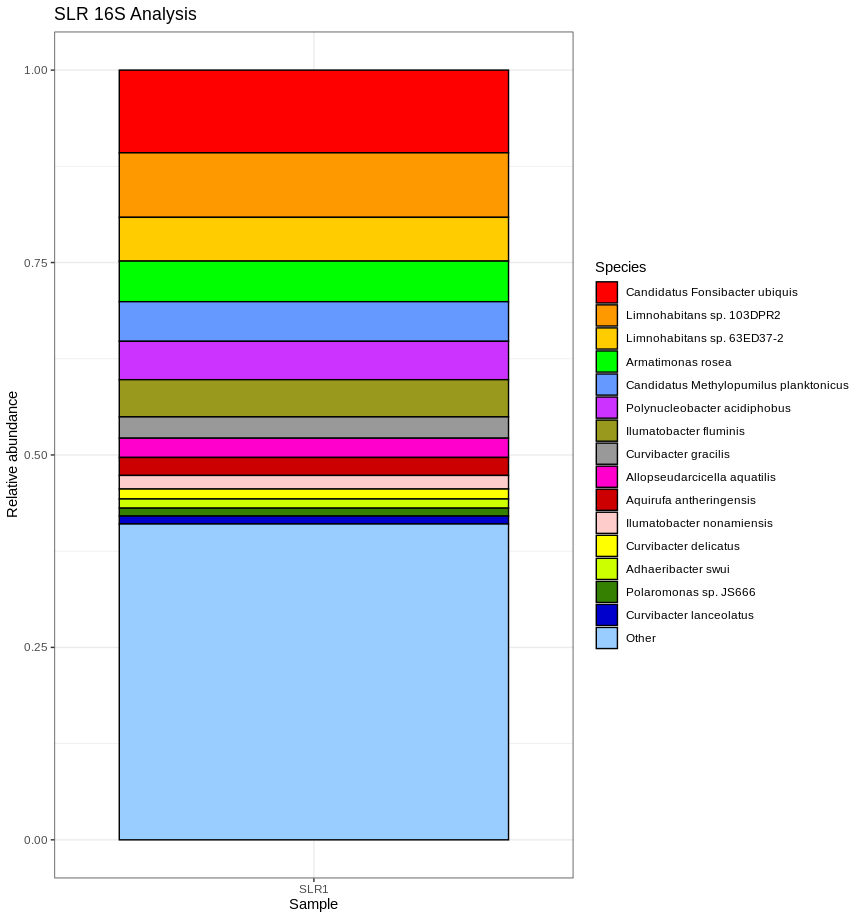 SLR 16S Analysis
1.00
0.75
0.50
0.25
0.00
Relative abundance
SLR1
Sample
Species
Candidatus Fonsibacter ubiquis
Limnohabitans sp. 103DPR2
Limnohabitans sp. 63ED37-2
Armatimonas rosea
Candidatus Methylopumilus planktonicus
Polynucleobacter acidiphobus
Ilumatobacter fluminis
Curvibacter gracilis
Allopseudarcicella aquatilis
Aquirufa antheringensis
Ilumatobacter nonamiensis
Curvibacter delicatus
Adhaeribacter swui
Polaromonas sp. JS666
Curvibacter lanceolatus
Other